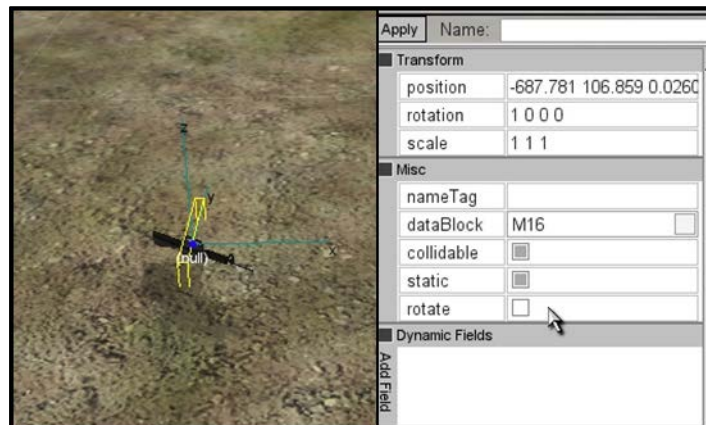 z
y
x
(null)
Apply Name:
Transform
position -687.781 106.859 0.0260
rotation 1 0 0 0
scale 1 1 1
Misc
nameTag
dataBlock M16
collidable
static
rotate
Dynamic Fields
Add Field